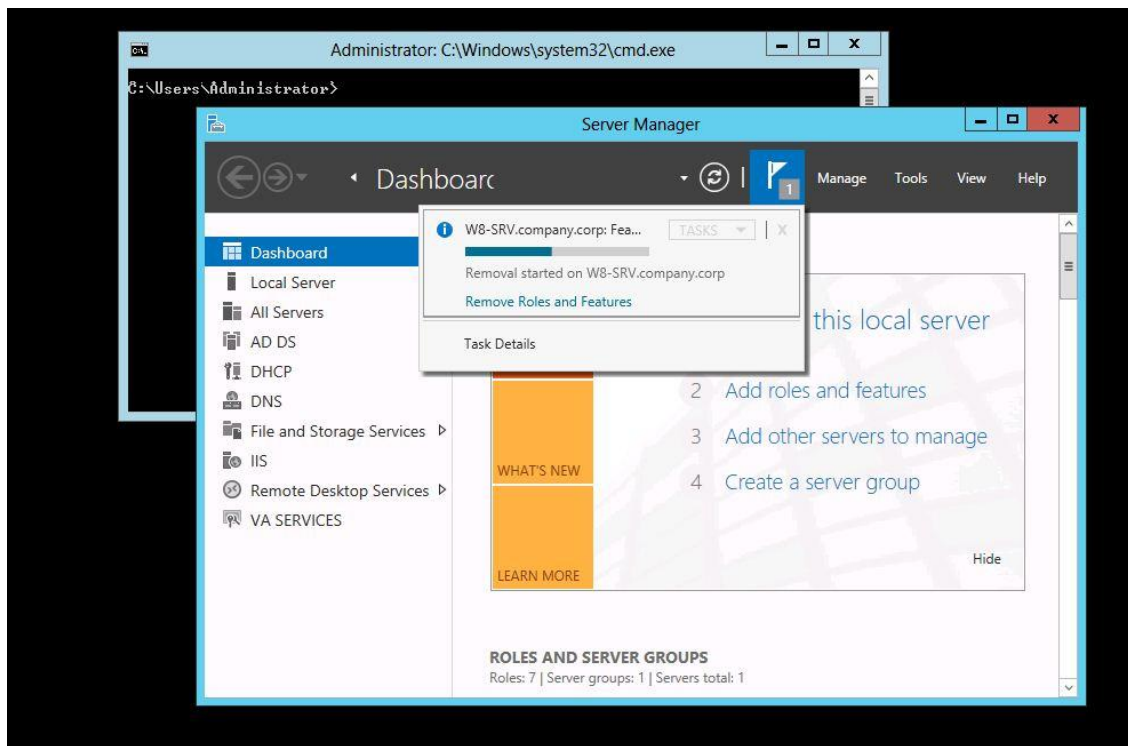 Administrator: C:\Windows\system32\cmd.exe
C:\Users\Administrator>
Server Manager
Dashboard
1
Manage Tools View Help
W8-SRV.company.corp: Fea...
TASKS
Removal started on W8-SRV.company.corp
Remove Roles and Features
Task Details
Dashboard
Local Server
All Servers
AD DS
DHCP
DNS
File and Storage Services
IIS
Remote Desktop Services
VA SERVICES
this local server
2 Add roles and features
3 Add other servers to manage
4 Create a server group
WHAT'S NEW
LEARN MORE
Hide
ROLES AND SERVER GROUPS
Roles: 7 | Server groups: 1 | Servers total: 1